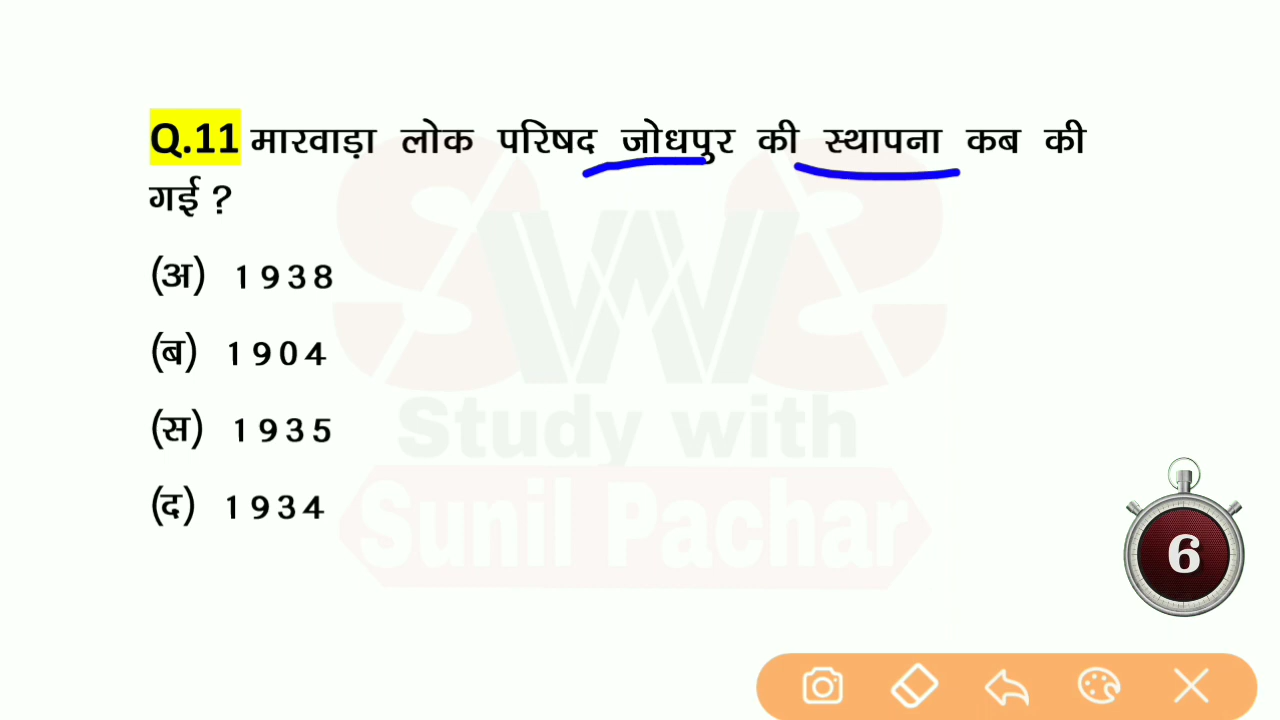 Q.11 मारवाड़ा लोक परिषद जोधपुर की स्थापना कब की
गई ?
(अ) 1938
(ब) 1904
(स) 1935
(द) 1934
Study with
Sunil Pachar
6